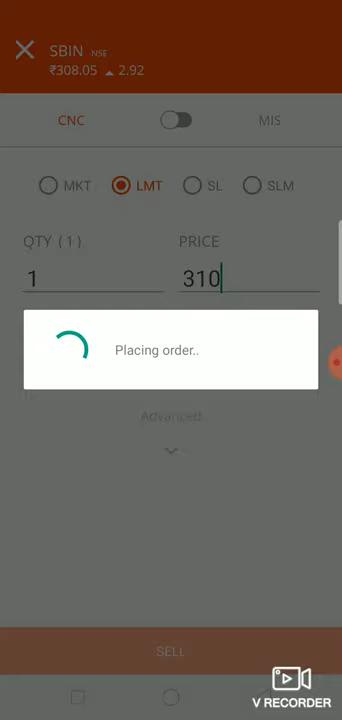 SBIN NSE
₹308.05 ▲ 2.92
CNC MIS
MKT LMT SL SLM
QTY ( 1 ) PRICE
1 310
Placing order..
Advanced
SELL
V RECORDER